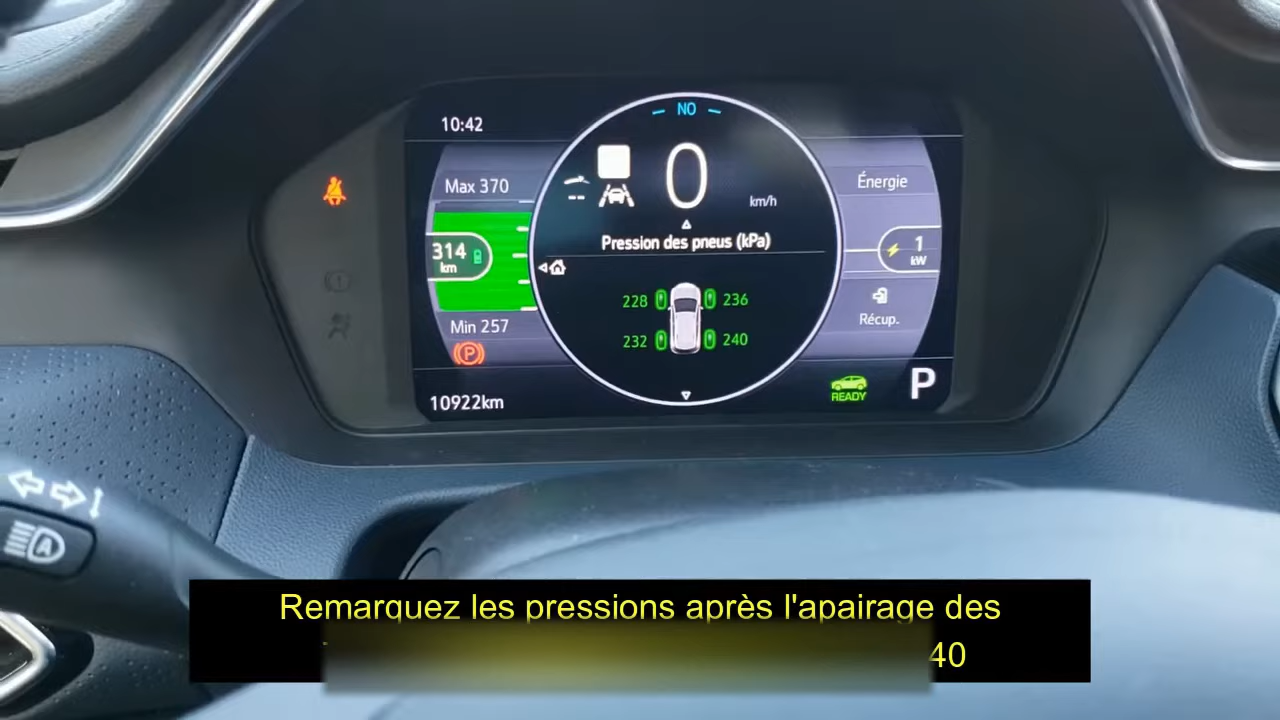 NO
10:42
0
km/h
Max 370
Énergie
Pression des pneus (kPa)
314
km
1
kW
228
236
Récup.
Min 257
232
240
P
READY
P
10922km
A
Remarquez les pressions après l'apairage des
40